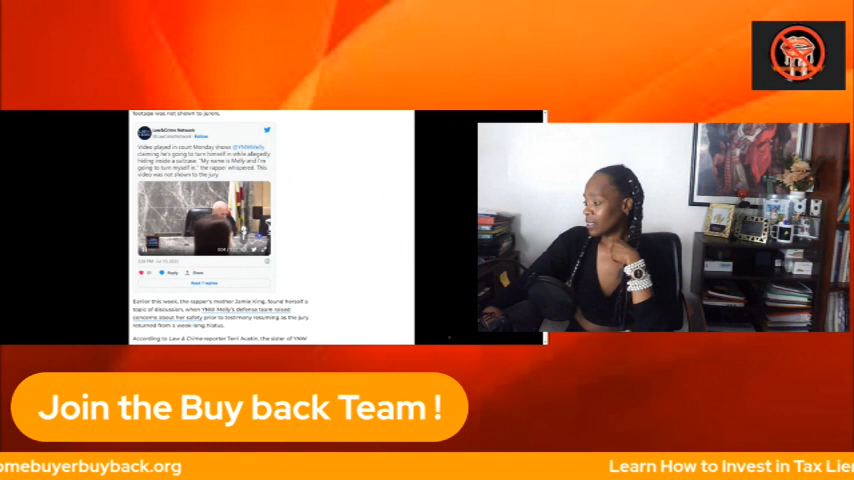 footage was not shown to jurors.
Law&Crime Network
@LawCrimeNetwork · Follow
Video played in court Monday shows @YNWMelly
claiming he's going to turn himself in while allegedly
hiding inside a suitcase. "My name is Melly and I'm
going to turn myself in," the rapper whispered. This
video was not shown to the jury.
Reply
Share
Read 7 replies
Earlier this week, the rapper's mother Jamie King, found herself a
topic of discussion, when YNW Melly's defense team raised
concerns about her safety prior to testimony resuming as the jury
returned from a week-long hiatus.
According to Law & Crime reporter Terri Austin, the sister of YNW
Join the Buy back Team !
omebuyerbuyback.org
Learn How to Invest in Tax Lie